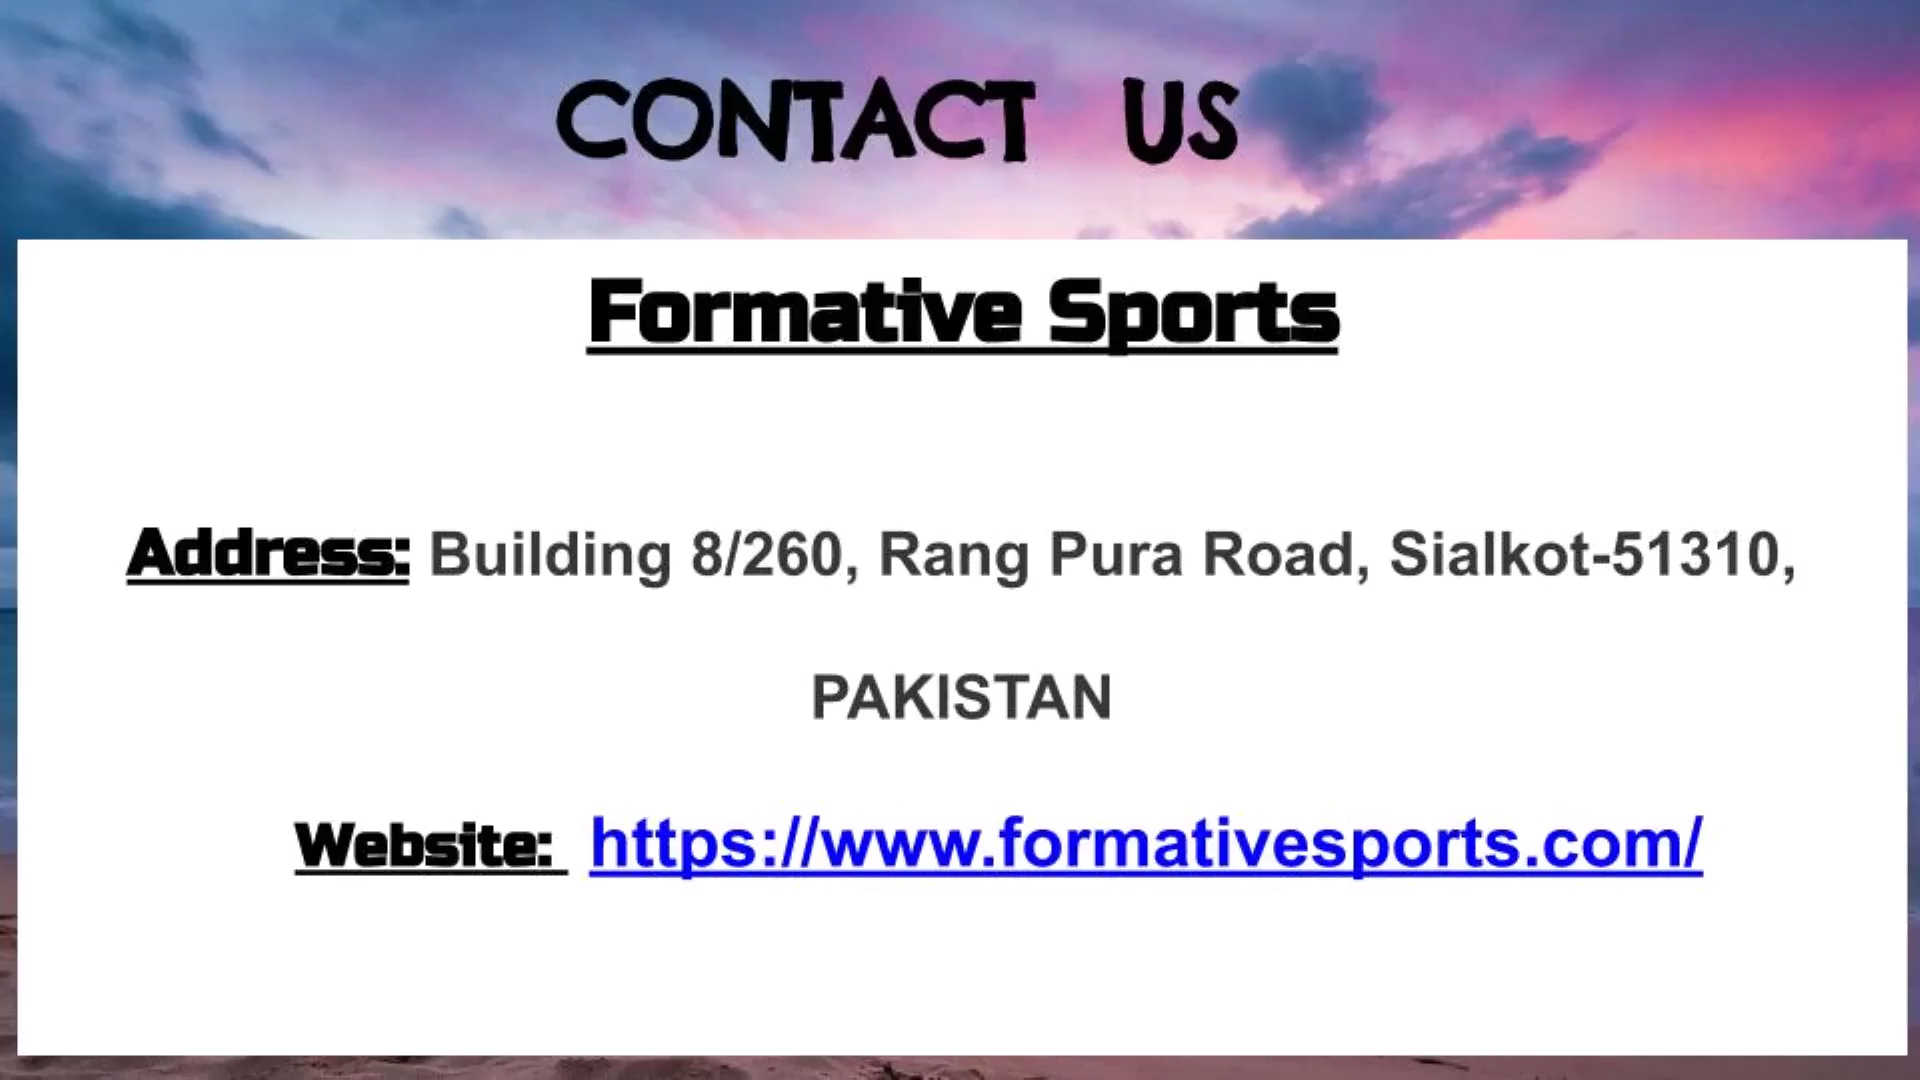 CONTACT US
Formative Sports
Address: Building 8/260, Rang Pura Road, Sialkot-51310,
PAKISTAN
Website: https://www.formativesports.com/